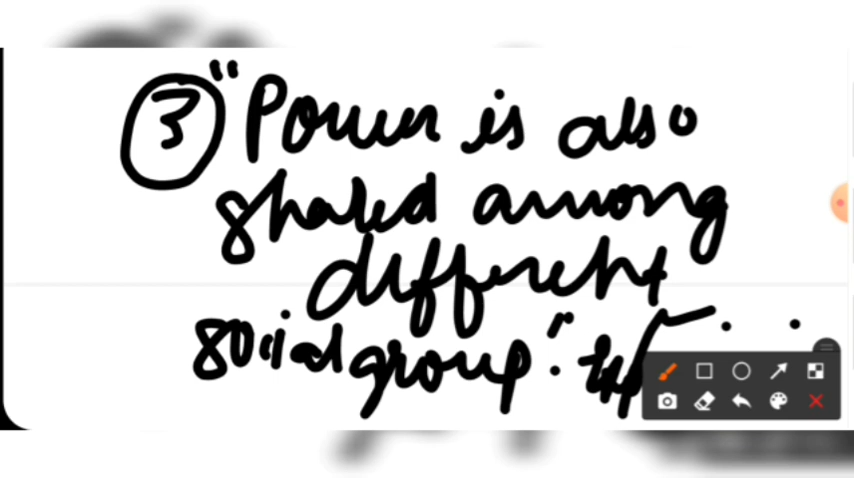 ③ "Power is also
shared among
different
social group".